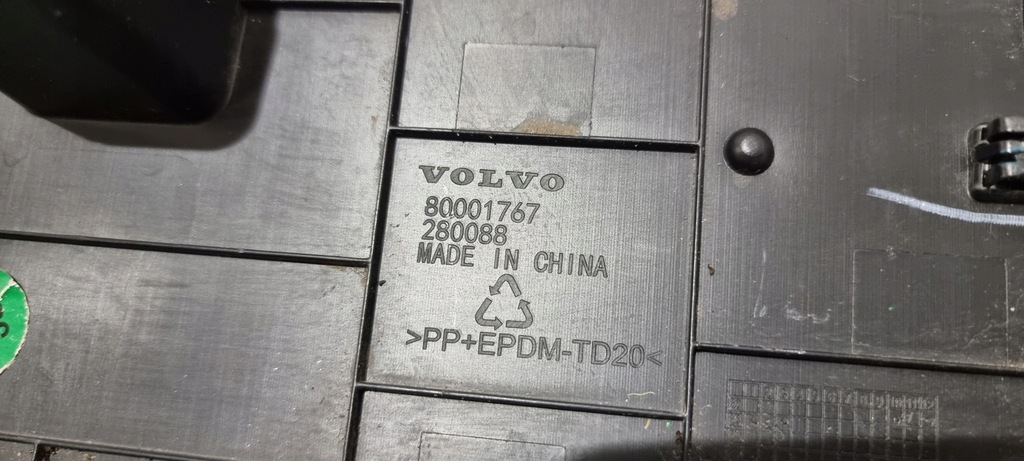 VOLVO
80001767
280088
MADE IN CHINA
>PP+EPDM-TD20<